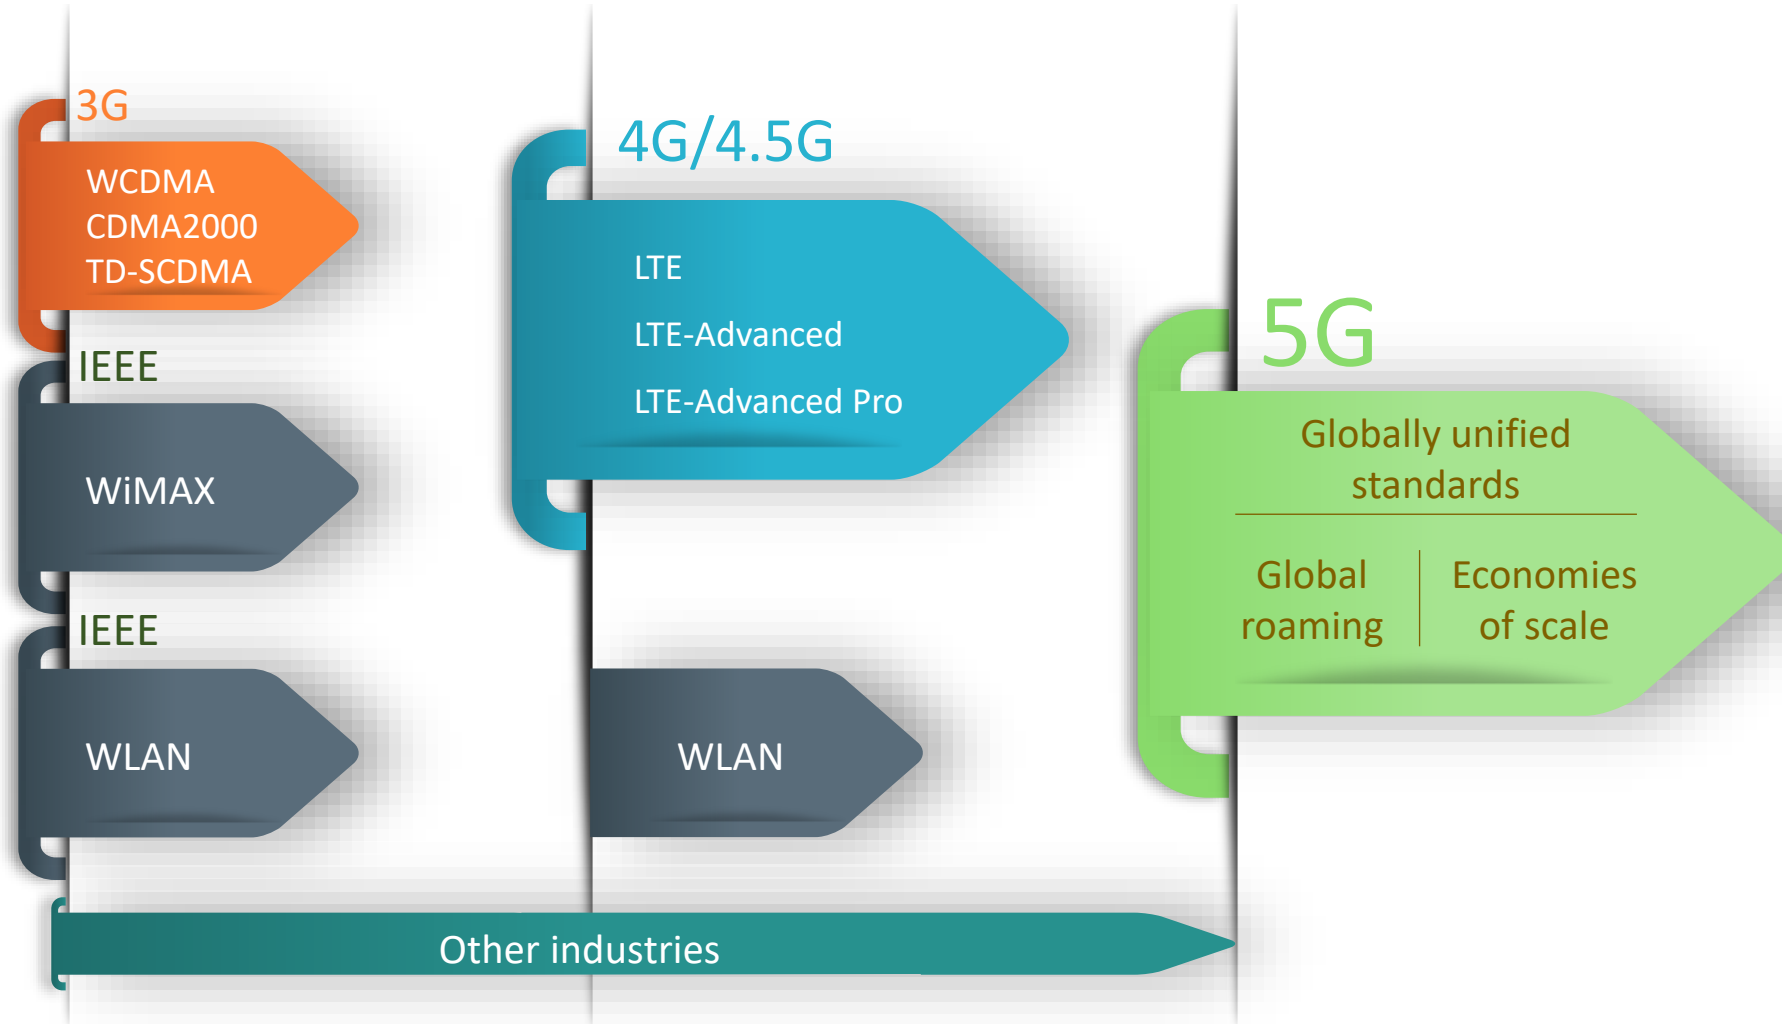 3G
WCDMA
CDMA2000
TD-SCDMA
IEEE
WiMAX
IEEE
WLAN
4G/4.5G
LTE
LTE-Advanced
LTE-Advanced Pro
WLAN
5G
Globally unified
standards
Global
roaming
Economies
of scale
Other industries